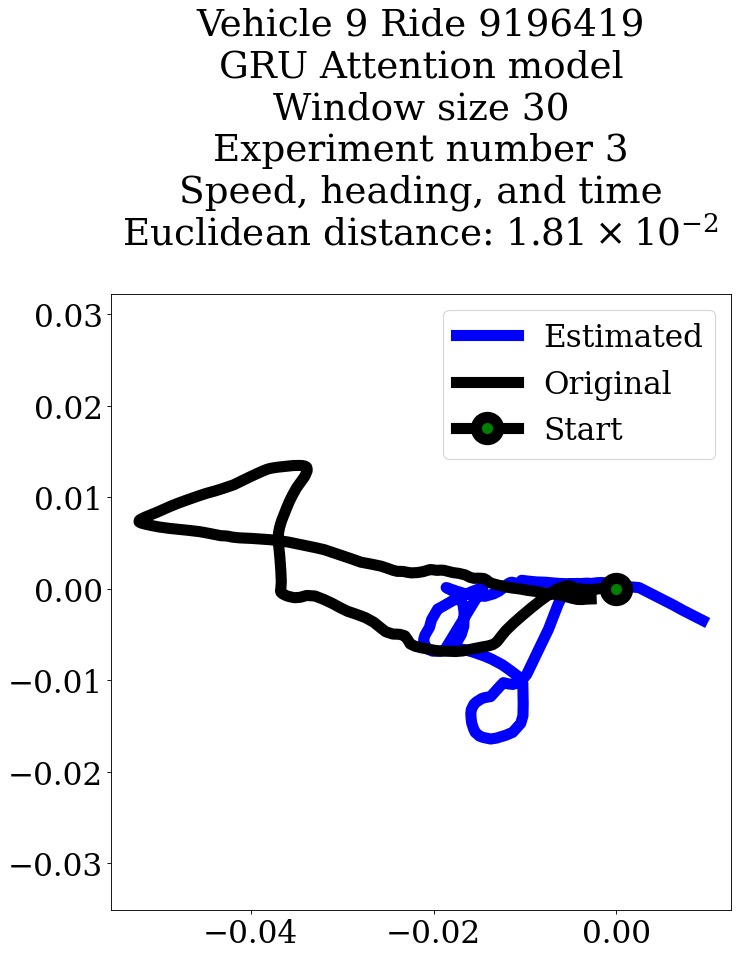 Vehicle 9 Ride 9196419
GRU Attention model
Window size 30
Experiment number 3
Speed, heading, and time
Euclidean distance: 1.81 × 10⁻²
Estimated
Original
Start
0.03
0.02
0.01
0.00
−0.01
−0.02
−0.03
−0.04
−0.02
0.00